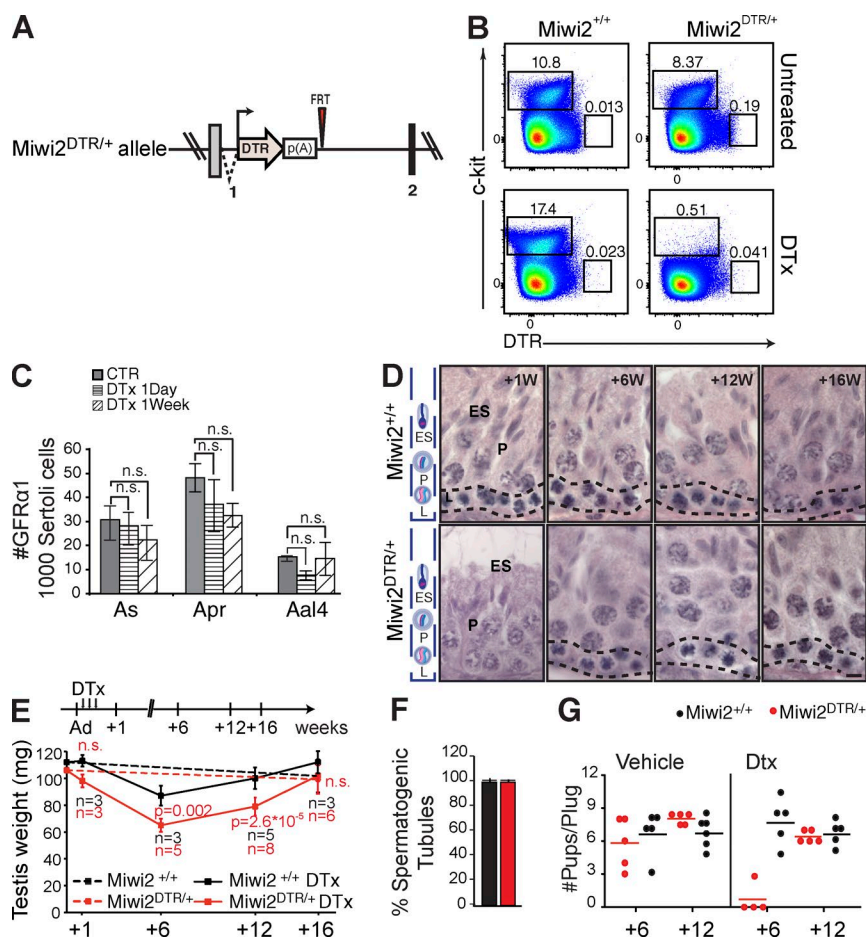 A
Miwi2DTR/+ allele
FRT
DTR
p(A)
1
2
B
Miwi2+/+
Miwi2DTR/+
10.8
0.013
8.37
0.19
Untreated
17.4
0.023
0.51
0.041
DTx
c-kit
0
0
0
0
DTR
C
CTR
DTx 1Day
DTx 1Week
#GFRα1
1000 Sertoli cells
60
50
40
30
20
10
0
n.s.
n.s.
n.s.
n.s.
n.s.
n.s.
As
Apr
Aal4
D
+1W
+6W
+12W
+16W
Miwi2+/+
ES
P
L
ES
P
L
Miwi2DTR/+
ES
P
L
ES
P
E
DTx
Ad
+1
+6
+12
+16
weeks
Testis weight (mg)
120
100
80
60
40
20
0
n.s.
n=3
n=3
p=0.002
n=3
n=5
p=2.6*10-5
n=5
n=8
n.s.
n=3
n=6
Miwi2 +/+
Miwi2 +/+ DTx
Miwi2DTR/+
Miwi2DTR/+ DTx
+1
+6
+12
+16
F
% Spermatogenic
Tubules
120
100
80
60
40
20
0
G
Miwi2+/+
Miwi2DTR/+
Vehicle
Dtx
#Pups/Plug
12
9
6
3
0
+6
+12
+6
+12